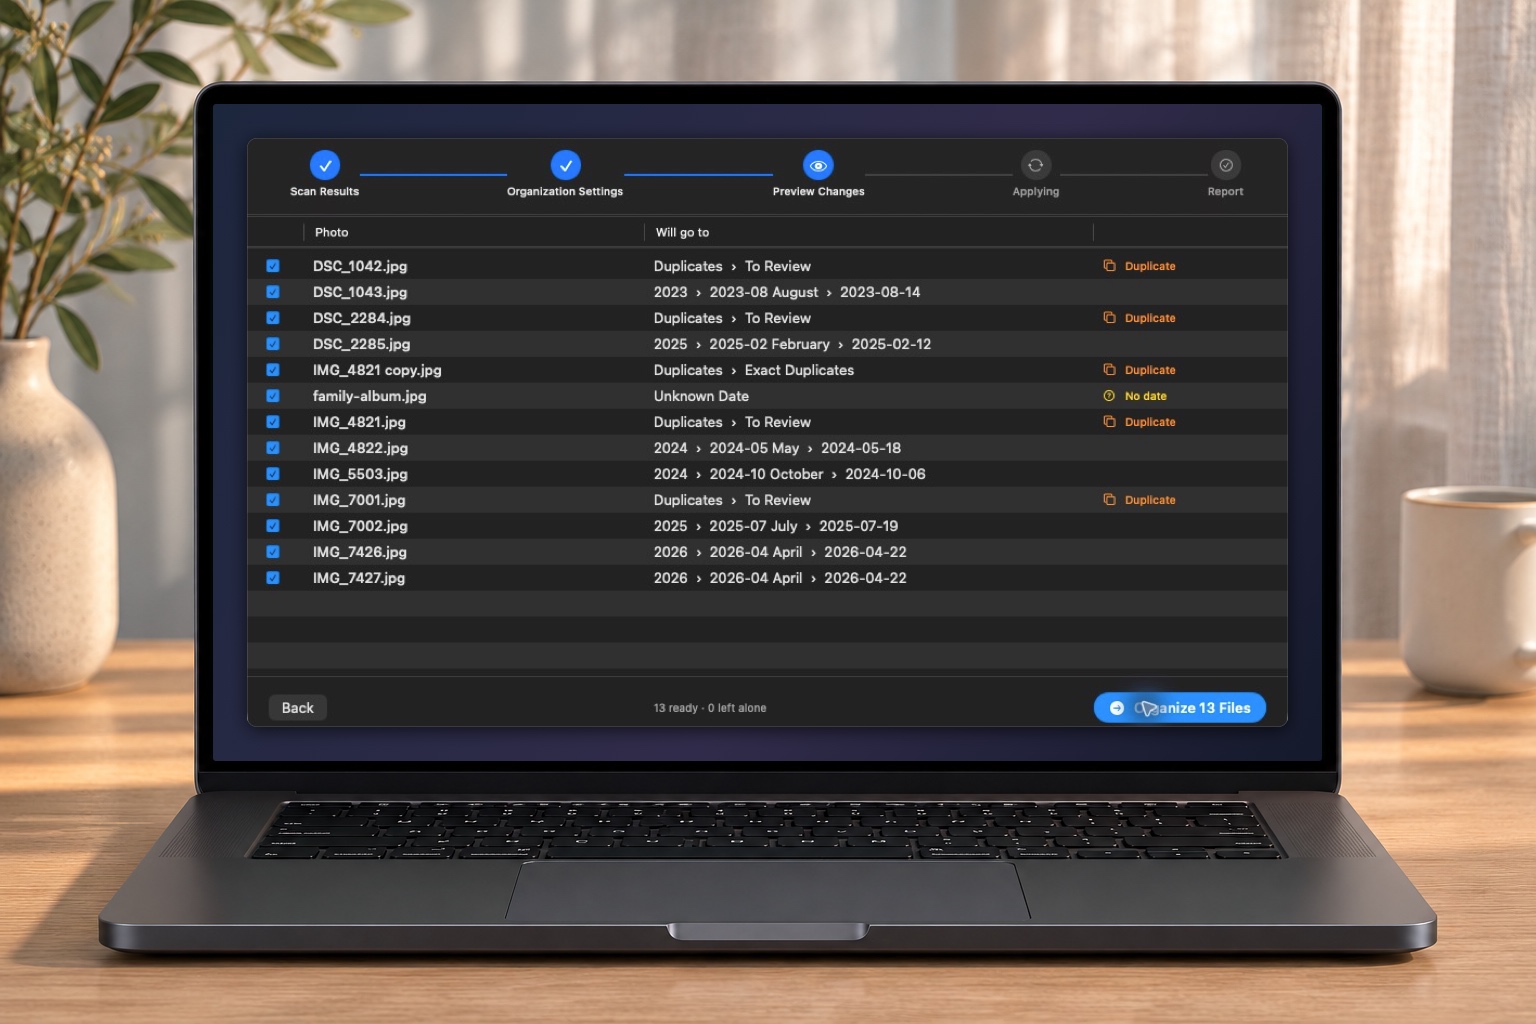 Scan Results
Organization Settings
Preview Changes
Applying
Report
Photo Will go to
DSC_1042.jpg Duplicates › To Review Duplicate
DSC_1043.jpg 2023 › 2023-08 August › 2023-08-14
DSC_2284.jpg Duplicates › To Review Duplicate
DSC_2285.jpg 2025 › 2025-02 February › 2025-02-12
IMG_4821 copy.jpg Duplicates › Exact Duplicates Duplicate
family-album.jpg Unknown Date No date
IMG_4821.jpg Duplicates › To Review Duplicate
IMG_4822.jpg 2024 › 2024-05 May › 2024-05-18
IMG_5503.jpg 2024 › 2024-10 October › 2024-10-06
IMG_7001.jpg Duplicates › To Review Duplicate
IMG_7002.jpg 2025 › 2025-07 July › 2025-07-19
IMG_7426.jpg 2026 › 2026-04 April › 2026-04-22
IMG_7427.jpg 2026 › 2026-04 April › 2026-04-22
Back 13 ready · 0 left alone Organize 13 Files